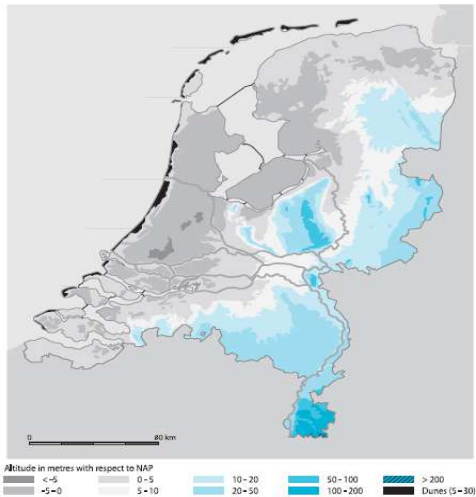 0 80 km
Altitude in metres with respect to NAP
< -5 0 - 5 10 - 20 50 - 100 > 200
-5 - 0 5 - 10 20 - 50 100 - 200 Dunes (5 - 30)